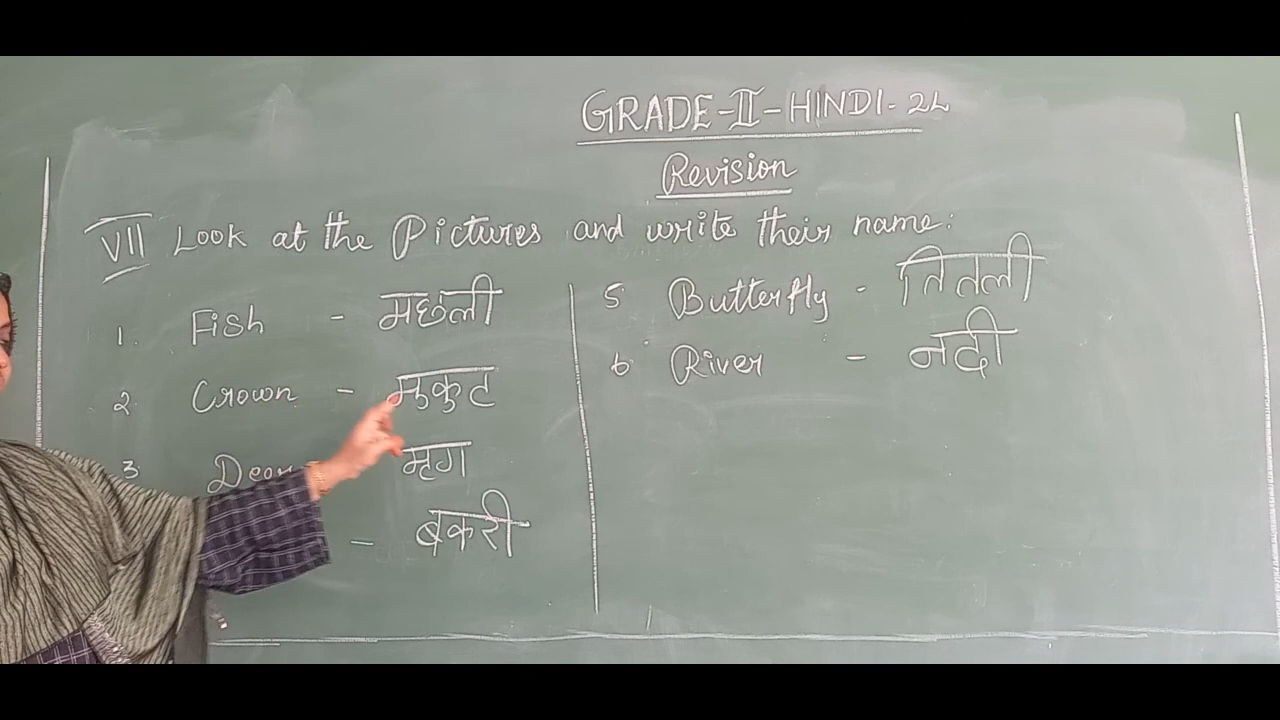 GRADE-II-HINDI-2L
Revision
VII Look at the Pictures and write their name:
1. Fish - मछली
2. Crown - मुकुट
3 Deer मृग
- बकरी
5 Butterfly - तितली
6 River - नदी